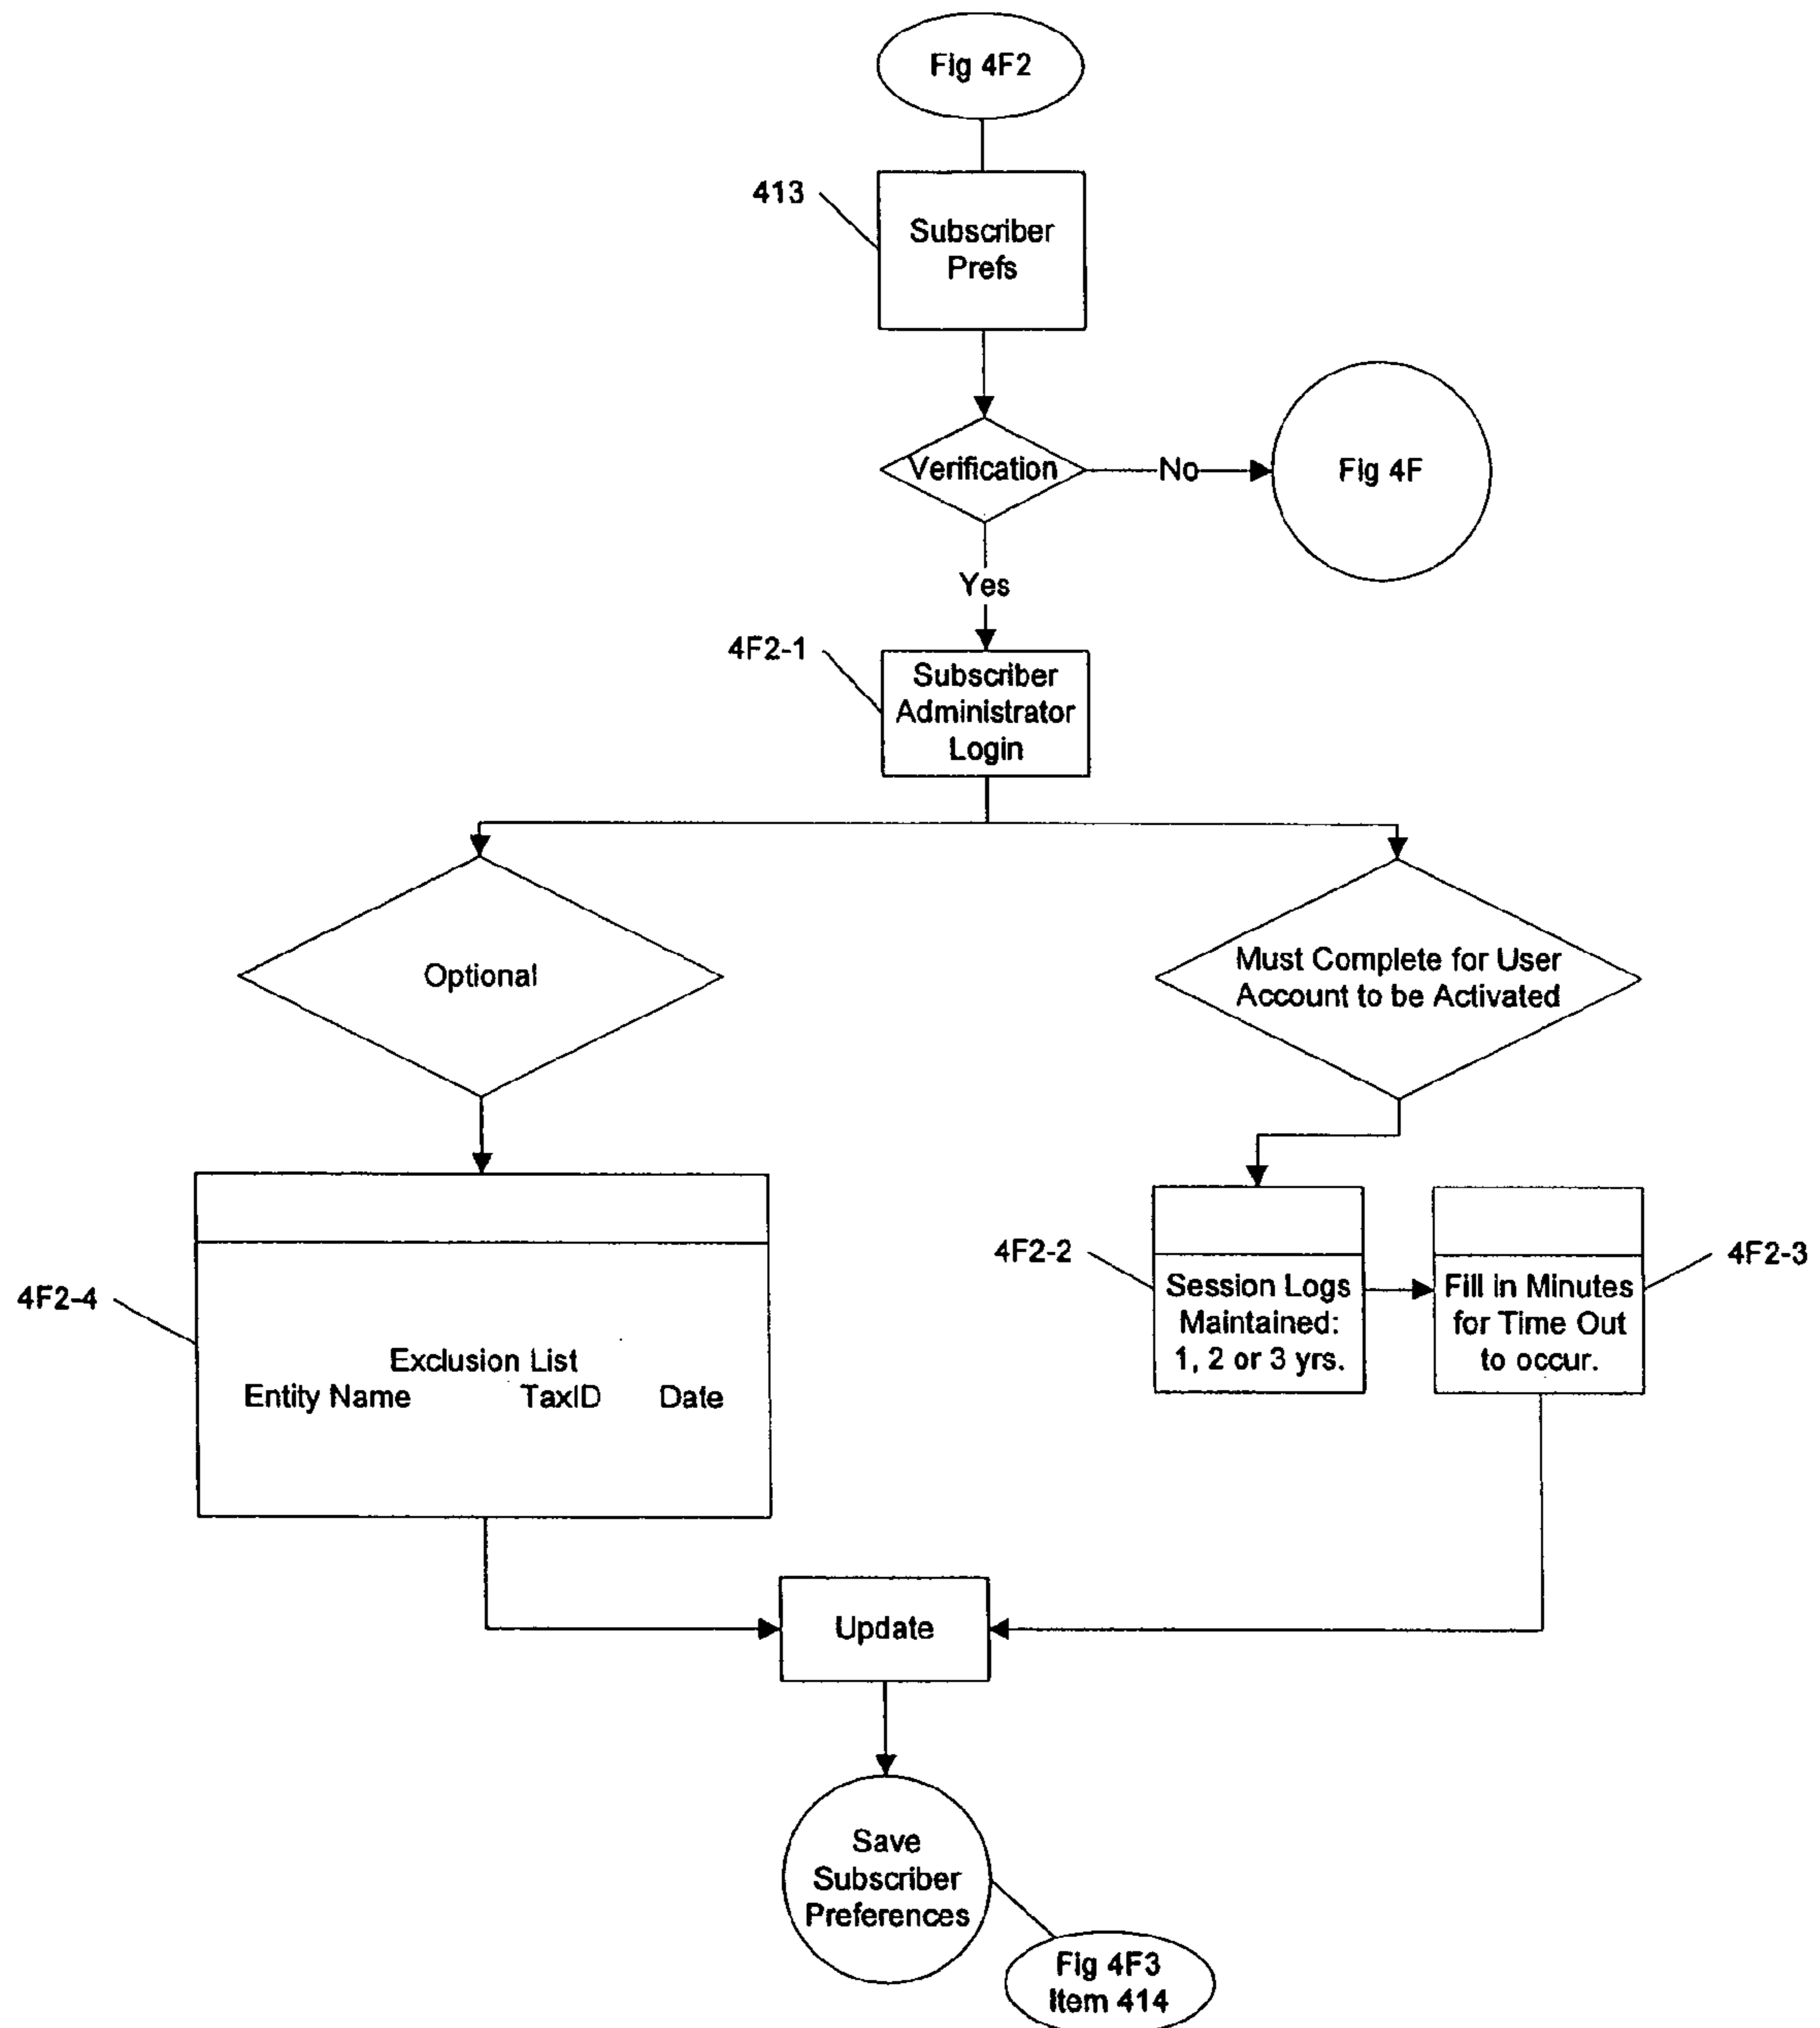 Fig 4F2
413
Subscriber
Prefs
Verification
No
Fig 4F
Yes
4F2-1
Subscriber
Administrator
Login
Optional
Must Complete for User
Account to be Activated
4F2-2
4F2-3
4F2-4
Session Logs
Maintained:
1, 2 or 3 yrs.
Fill in Minutes
for Time Out
to occur.
Exclusion List
Entity Name TaxID Date
Update
Save
Subscriber
Preferences
Fig 4F3
Item 414